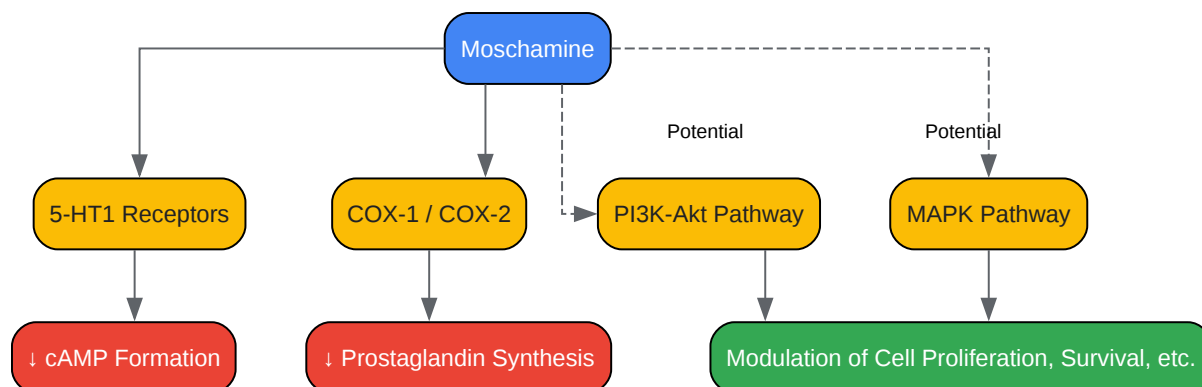 Moschamine
Potential
Potential
5-HT1 Receptors
COX-1 / COX-2
PI3K-Akt Pathway
MAPK Pathway
↓ cAMP Formation
↓ Prostaglandin Synthesis
Modulation of Cell Proliferation, Survival, etc.